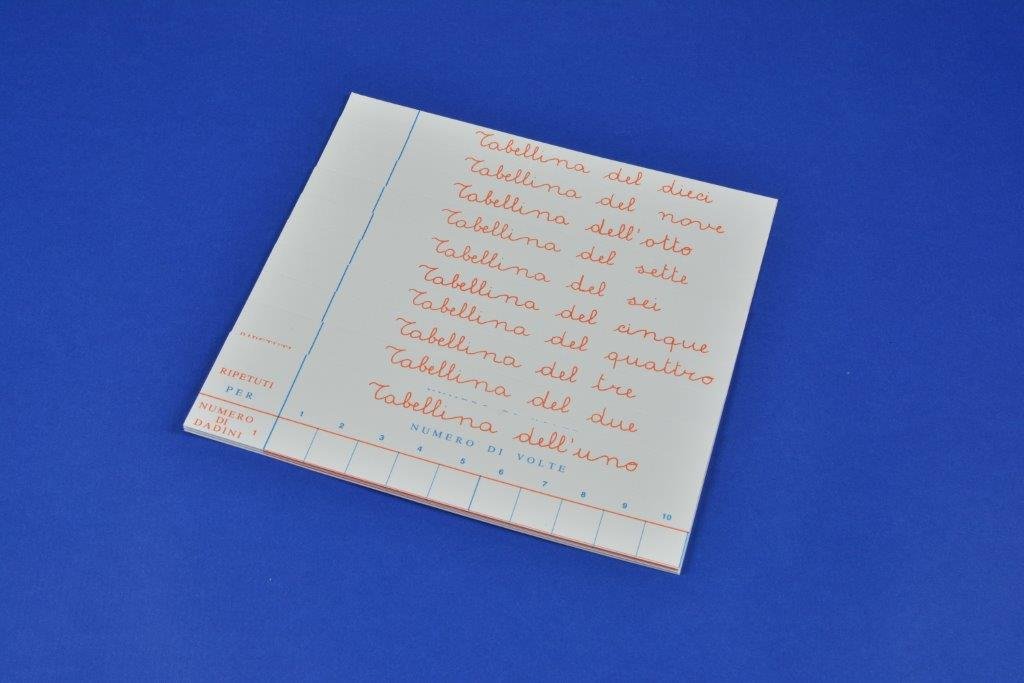 Tabellina del dieci
Tabellina del nove
Tabellina dell'otto
Tabellina del sette
Tabellina del sei
Tabellina del cinque
Tabellina del quattro
Tabellina del tre
Tabellina del due
Tabellina dell'uno
RIPETUTI
RIPETUTI
PER
NUMERO DI VOLTE
1 2 3 4 5 6 7 8 9 10
NUMERO
DI
DADINI 1